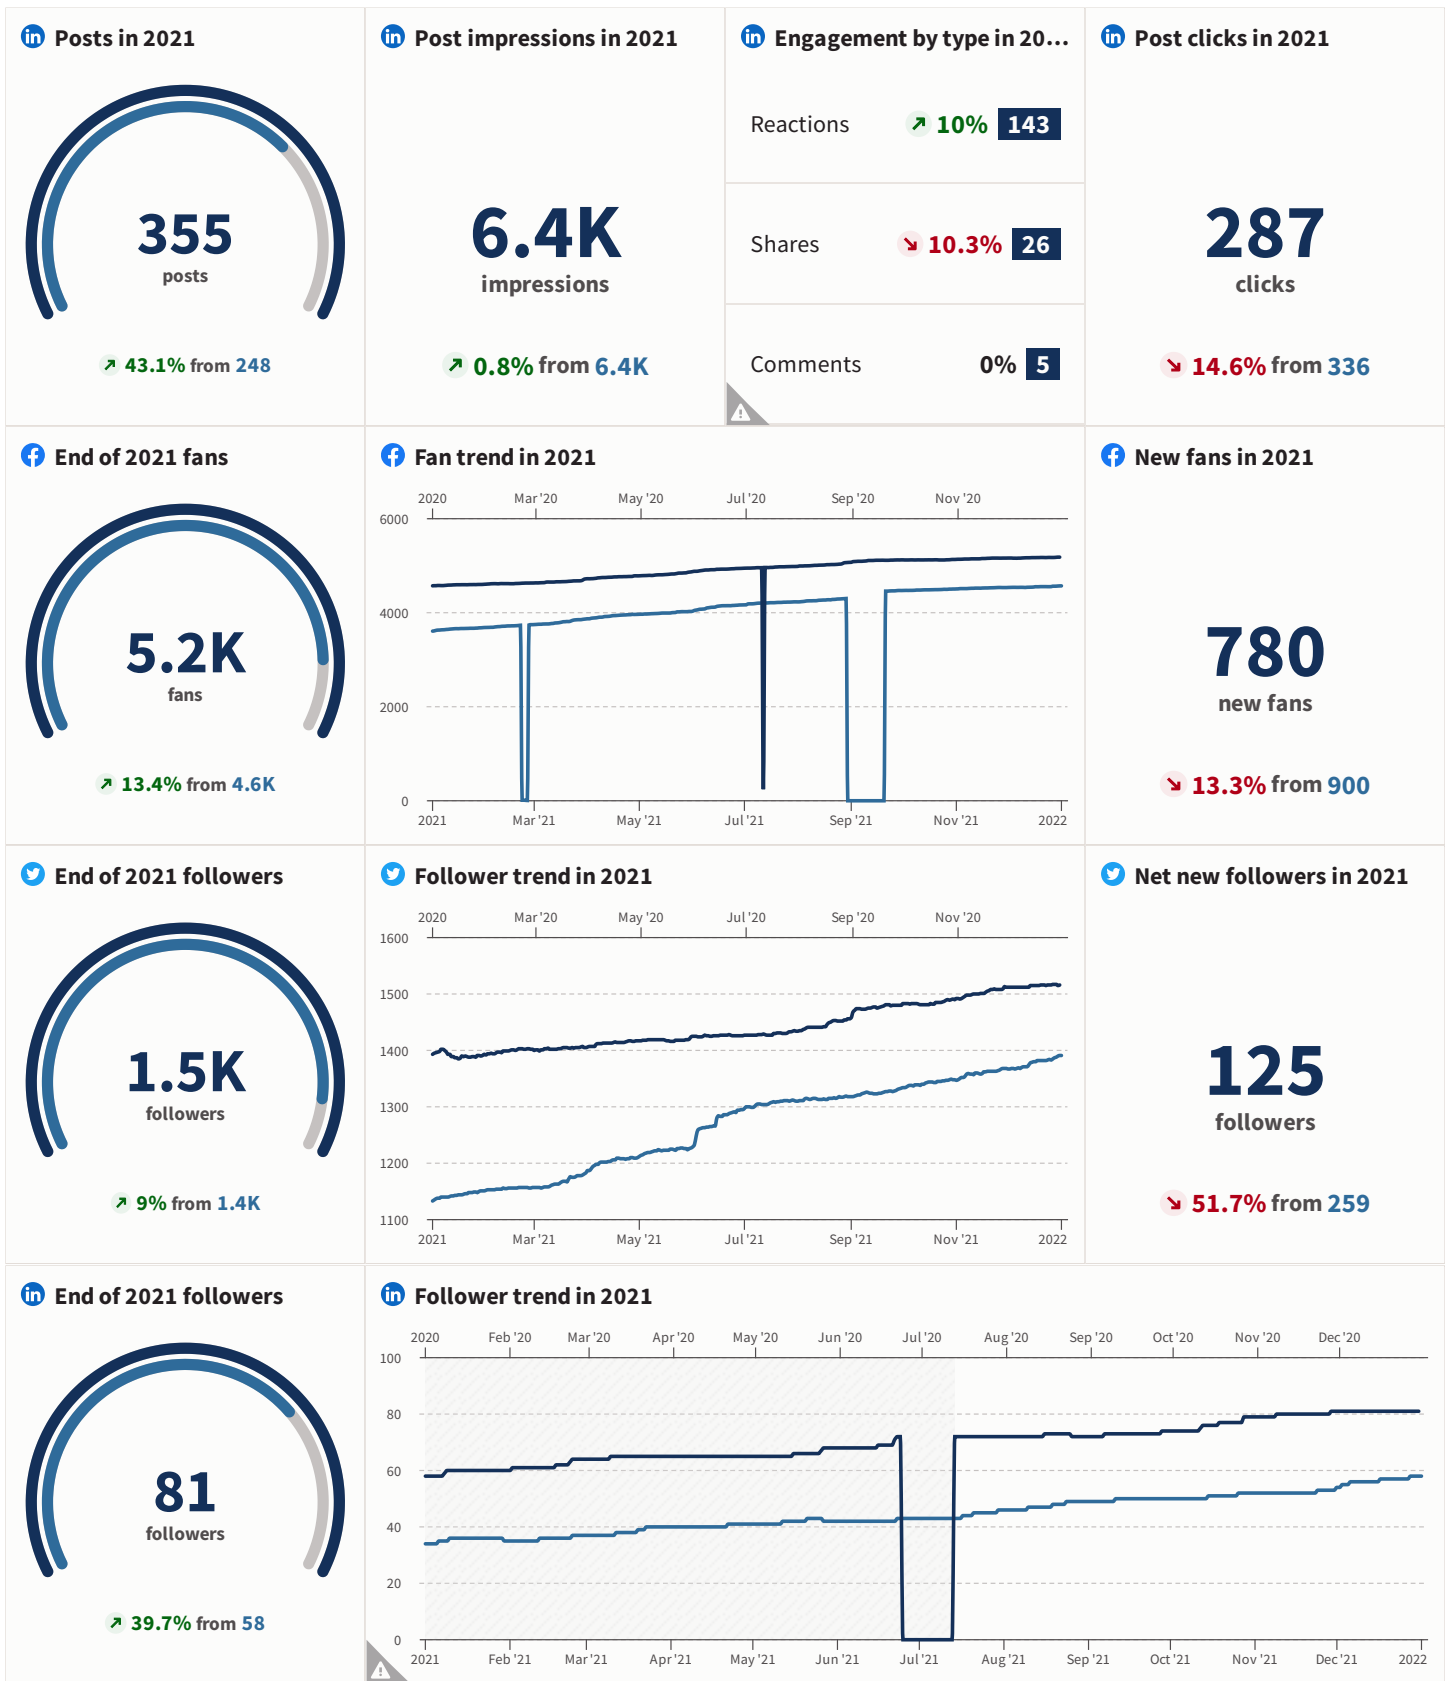 in Posts in 2021
355
posts
43.1% from 248
in Post impressions in 2021
6.4K
impressions
0.8% from 6.4K
in Engagement by type in 20...
Reactions 10% 143
Shares 10.3% 26
Comments 0% 5
in Post clicks in 2021
287
clicks
14.6% from 336
End of 2021 fans
5.2K
fans
13.4% from 4.6K
Fan trend in 2021
2020 Mar '20 May '20 Jul '20 Sep '20 Nov '20
6000
4000
2000
0
2021 Mar '21 May '21 Jul '21 Sep '21 Nov '21 2022
New fans in 2021
780
new fans
13.3% from 900
End of 2021 followers
1.5K
followers
9% from 1.4K
Follower trend in 2021
2020 Mar '20 May '20 Jul '20 Sep '20 Nov '20
1600
1500
1400
1300
1200
1100
2021 Mar '21 May '21 Jul '21 Sep '21 Nov '21 2022
Net new followers in 2021
125
followers
51.7% from 259
in End of 2021 followers
81
followers
39.7% from 58
in Follower trend in 2021
2020 Feb '20 Mar '20 Apr '20 May '20 Jun '20 Jul '20 Aug '20 Sep '20 Oct '20 Nov '20 Dec '20
100
80
60
40
20
0
2021 Feb '21 Mar '21 Apr '21 May '21 Jun '21 Jul '21 Aug '21 Sep '21 Oct '21 Nov '21 Dec '21 2022